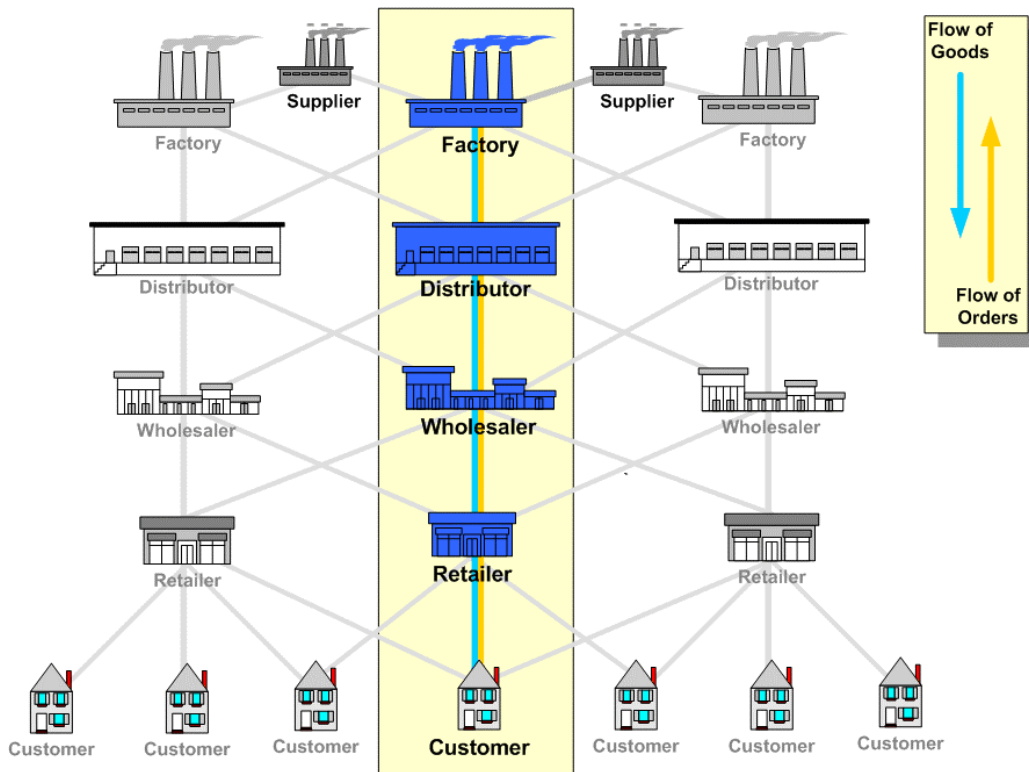 Flow of
Goods
Supplier
Supplier
Factory
Factory
Factory
Distributor
Distributor
Distributor
Flow of
Orders
Wholesaler
Wholesaler
Wholesaler
Retailer
Retailer
Retailer
Customer
Customer
Customer
Customer
Customer
Customer
Customer